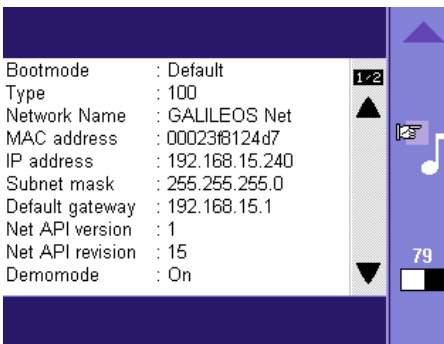 Bootmode : Default
1/2
Type : 100
Network Name : GALILEOS Net
MAC address : 00023f8124d7
IP address : 192.168.15.240
Subnet mask : 255.255.255.0
Default gateway : 192.168.15.1
Net API version : 1
Net API revision : 15
79
Demomode : On